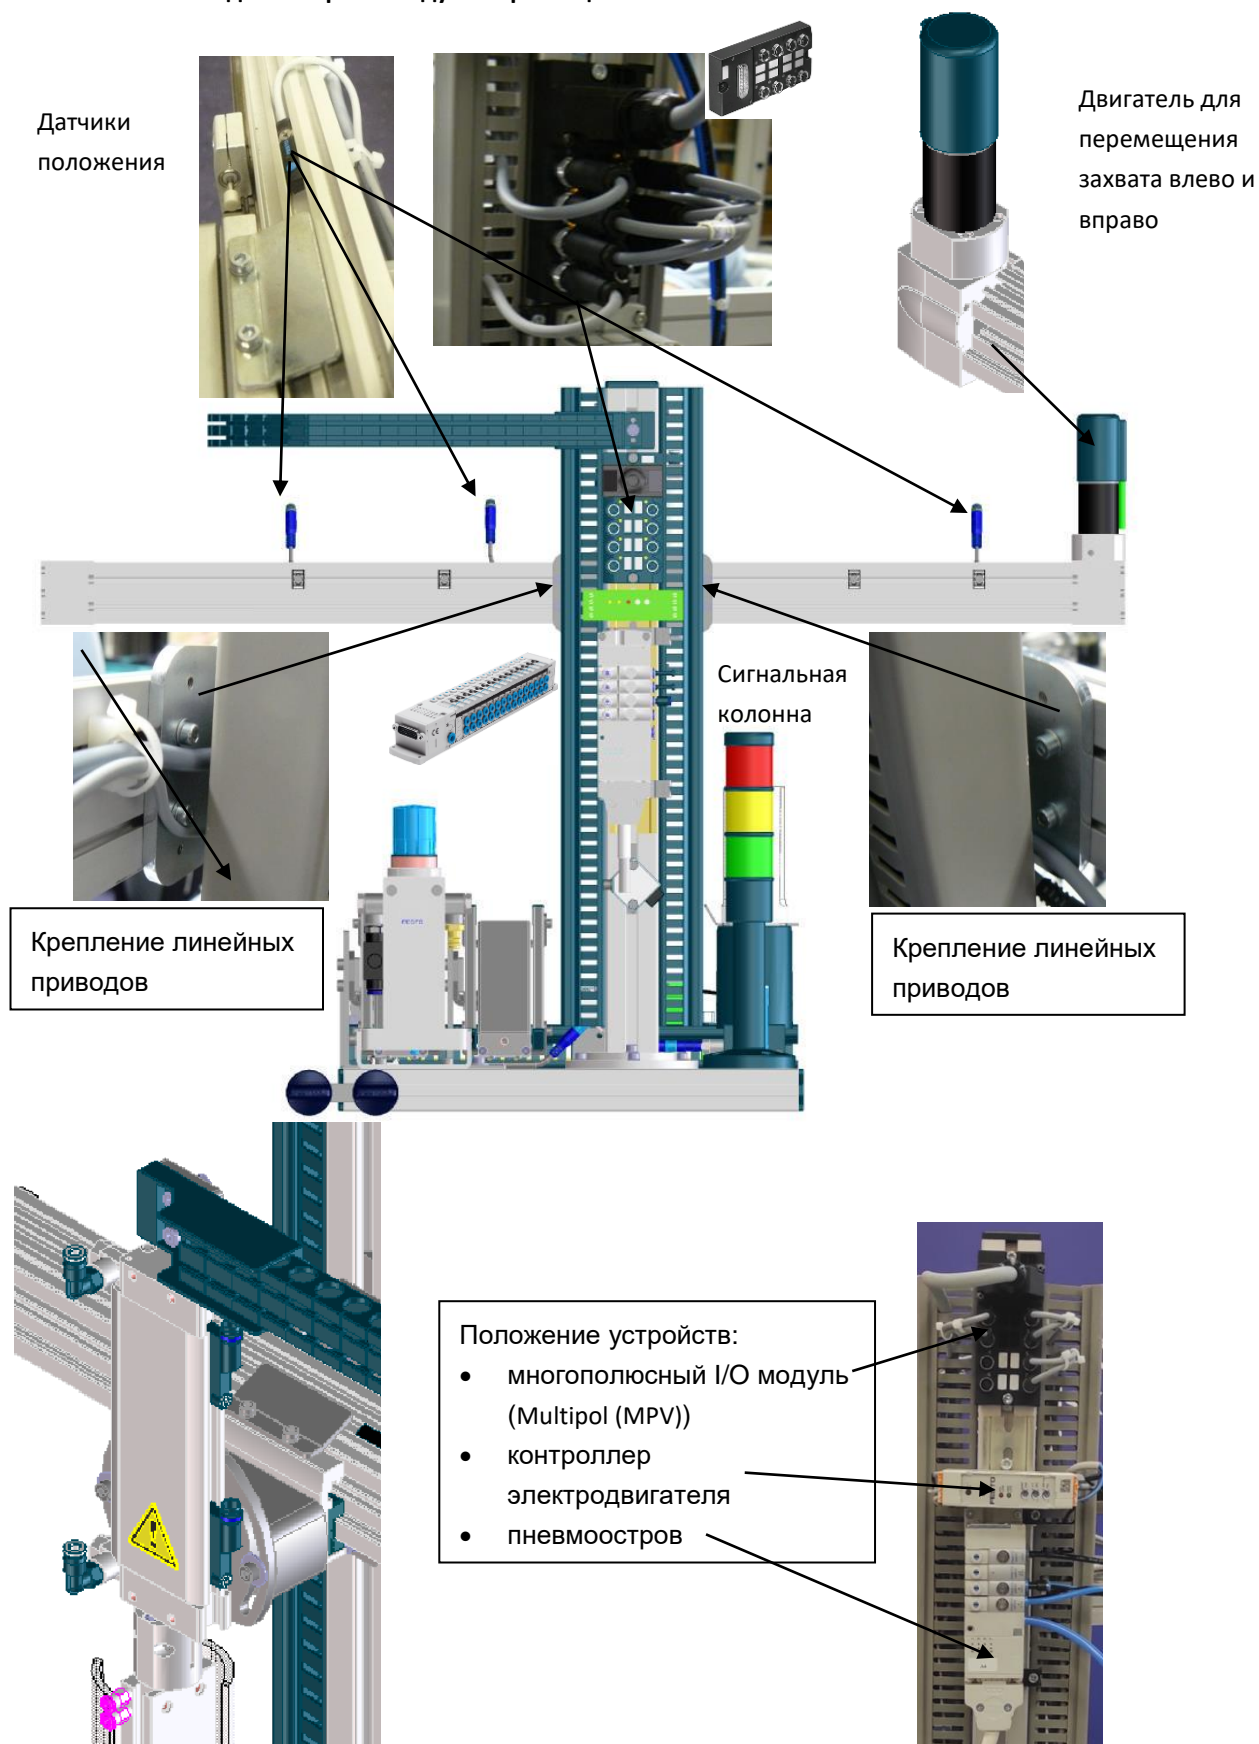 Датчики
положения
Двигатель для
перемещения
захвата влево и
вправо
Сигнальная
колонна
Крепление линейных
приводов
Крепление линейных
приводов
Положение устройств:
• многополюсный I/O модуль
(Multipol (MPV))
• контроллер
электродвигателя
• пневмоостров
FESTO